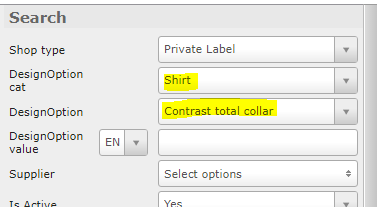 Search
Shop type Private Label
DesignOption
cat Shirt
DesignOption Contrast total collar
DesignOption
value EN
Supplier Select options
Is Active Yes